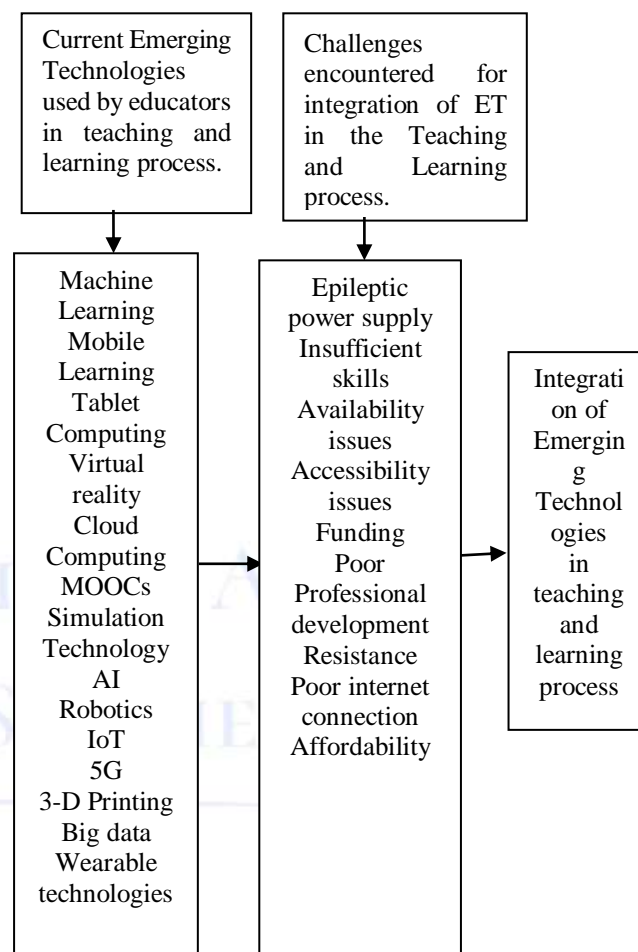 Current Emerging
Technologies
used by educators
in teaching and
learning process.
Challenges
encountered for
integration of ET
in the Teaching
and Learning
process.
Machine
Learning
Mobile
Learning
Tablet
Computing
Virtual
reality
Cloud
Computing
MOOCs
Simulation
Technology
AI
Robotics
IoT
5G
3-D Printing
Big data
Wearable
technologies
Epileptic
power supply
Insufficient
skills
Availability
issues
Accessibility
issues
Funding
Poor
Professional
development
Resistance
Poor internet
connection
Affordability
Integrati
on of
Emergin
g
Technol
ogies
in
teaching
and
learning
process